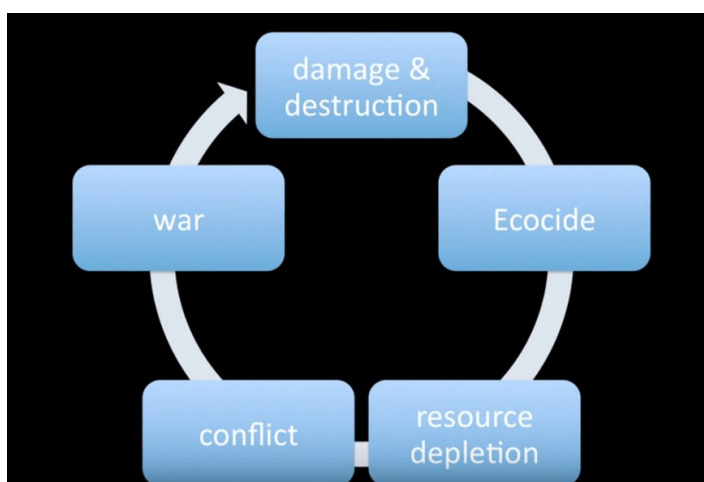 damage &
destruction
Ecocide
resource
depletion
conflict
war